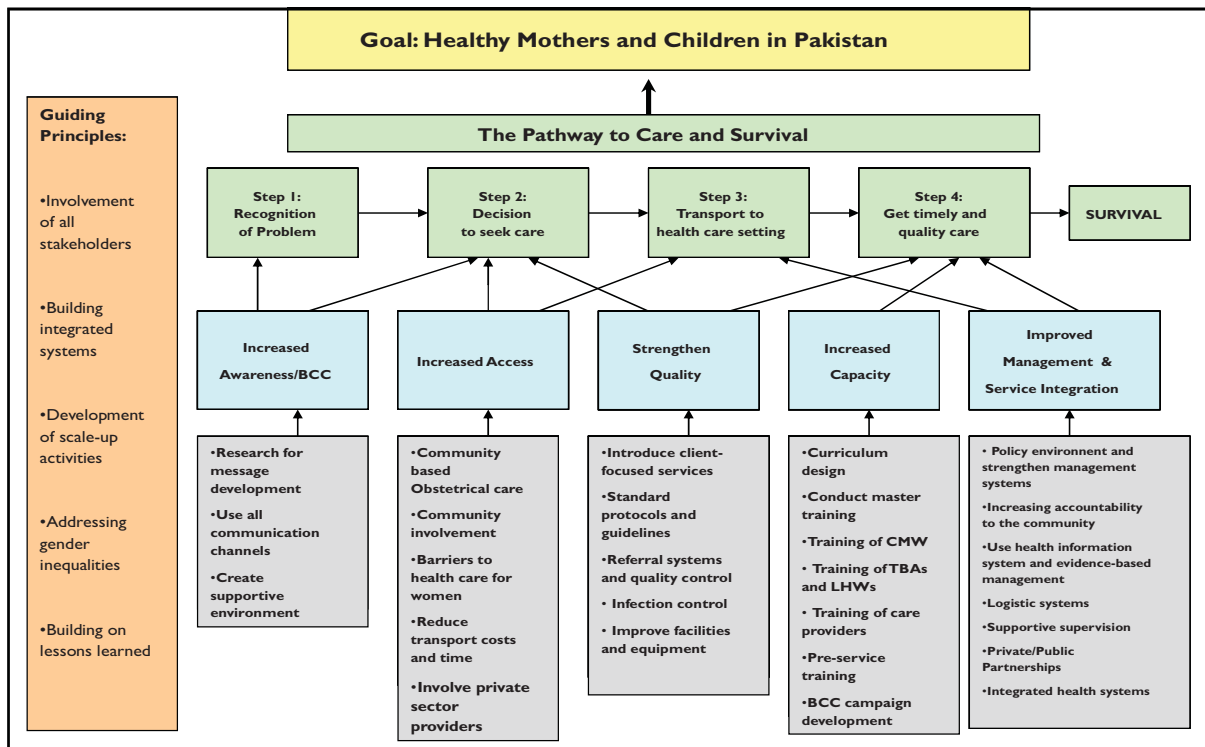 Goal: Healthy Mothers and Children in Pakistan
The Pathway to Care and Survival
Guiding
Principles:
•Involvement
of all
stakeholders
•Building
integrated
systems
•Development
of scale-up
activities
•Addressing
gender
inequalities
•Building on
lessons learned
Step 1:
Recognition
of Problem
Step 2:
Decision
to seek care
Step 3:
Transport to
health care setting
Step 4:
Get timely and
quality care
SURVIVAL
Increased
Awareness/BCC
Increased Access
Strengthen
Quality
Increased
Capacity
Improved
Management &
Service Integration
•Research for
message
development
•Use all
communication
channels
•Create
supportive
environment
•Community
based
Obstetrical care
•Community
involvement
•Barriers to
health care for
women
•Reduce
transport costs
and time
•Involve private
sector
providers
•Introduce client-
focused services
•Standard
protocols and
guidelines
•Referral systems
and quality control
• Infection control
• Improve facilities
and equipment
•Curriculum
design
•Conduct master
training
•Training of CMW
• Training of TBAs
and LHWs
• Training of care
providers
•Pre-service
training
•BCC campaign
development
• Policy environment and
strengthen management
systems
•Increasing accountability
to the community
•Use health information
system and evidence-based
management
•Logistic systems
•Supportive supervision
•Private/Public
Partnerships
•Integrated health systems